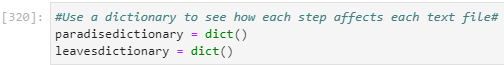 [320]: #Use a dictionary to see how each step affects each text file#
paradisedictionary = dict()
leavesdictionary = dict()